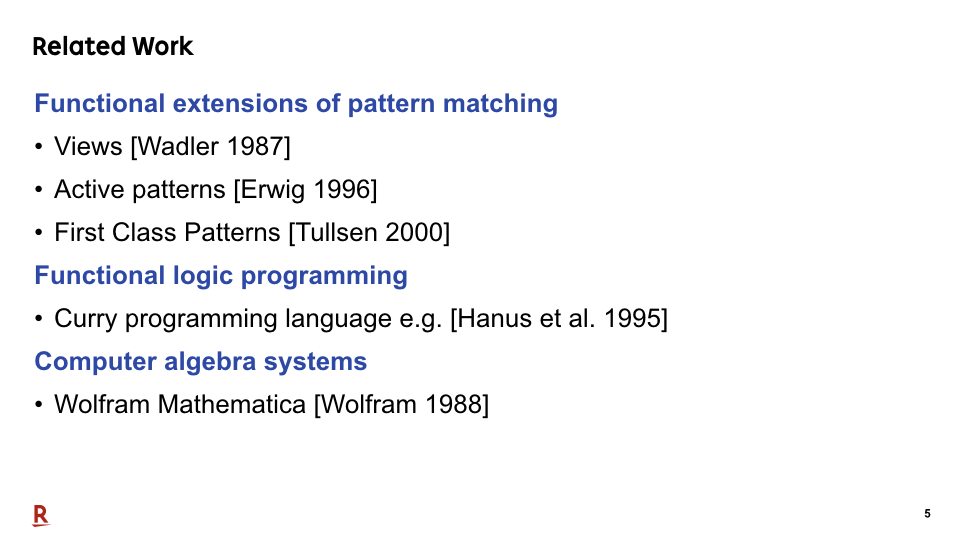 Related Work
Functional extensions of pattern matching
• Views [Wadler 1987]
• Active patterns [Erwig 1996]
• First Class Patterns [Tullsen 2000]
Functional logic programming
• Curry programming language e.g. [Hanus et al. 1995]
Computer algebra systems
• Wolfram Mathematica [Wolfram 1988]
R
5